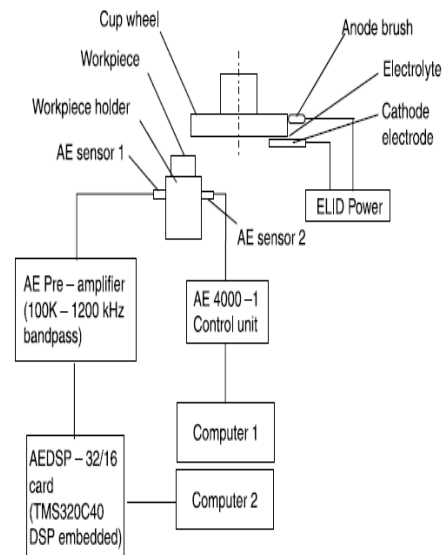 Cup wheel
Anode brush
Workpiece
Electrolyte
Workpiece holder
Cathode
electrode
AE sensor 1
ELID Power
AE sensor 2
AE Pre – amplifier
(100K – 1200 kHz
bandpass)
AE 4000 –1
Control unit
Computer 1
AEDSP – 32/16
card
(TMS320C40
DSP embedded)
Computer 2